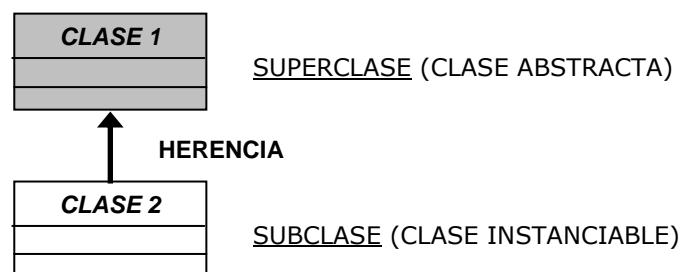 CLASE 1
SUPERCLASE (CLASE ABSTRACTA)
HERENCIA
CLASE 2
SUBCLASE (CLASE INSTANCIABLE)